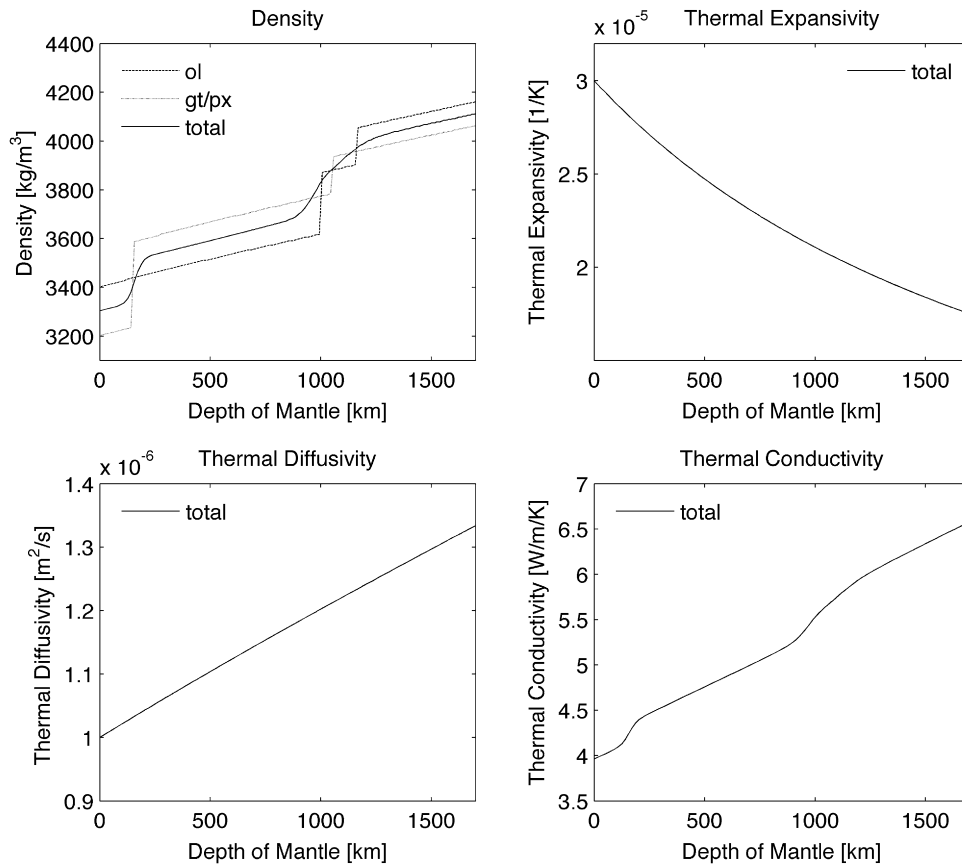 Density
4400
4200
4000
3800
3600
3400
3200
ol
gt/px
total
Density [kg/m³]
0 500 1000 1500
Depth of Mantle [km]
Thermal Expansivity
x 10⁻⁵
3
2.5
2
total
Thermal Expansivity [1/K]
0 500 1000 1500
Depth of Mantle [km]
Thermal Diffusivity
x 10⁻⁶
1.4
1.3
1.2
1.1
1
0.9
total
Thermal Diffusivity [m²/s]
0 500 1000 1500
Depth of Mantle [km]
Thermal Conductivity
7
6.5
6
5.5
5
4.5
4
3.5
total
Thermal Conductivity [W/m/K]
0 500 1000 1500
Depth of Mantle [km]